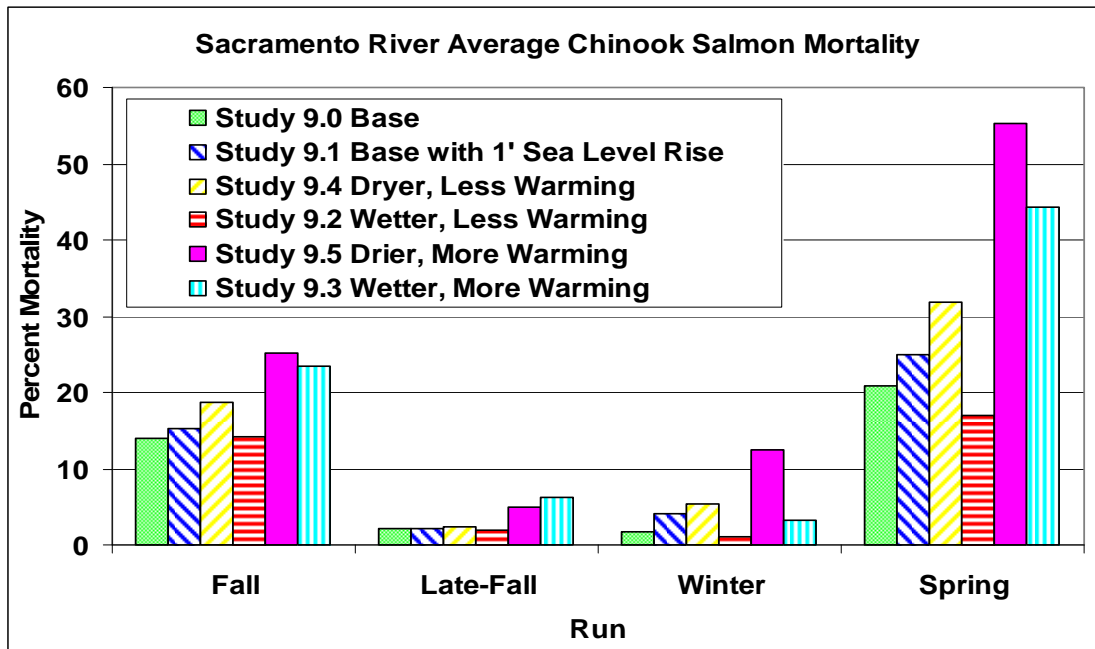 Sacramento River Average Chinook Salmon Mortality
Percent Mortality
60
50
40
30
20
10
0
Study 9.0 Base
Study 9.1 Base with 1' Sea Level Rise
Study 9.4 Dryer, Less Warming
Study 9.2 Wetter, Less Warming
Study 9.5 Drier, More Warming
Study 9.3 Wetter, More Warming
Fall Late-Fall Winter Spring
Run